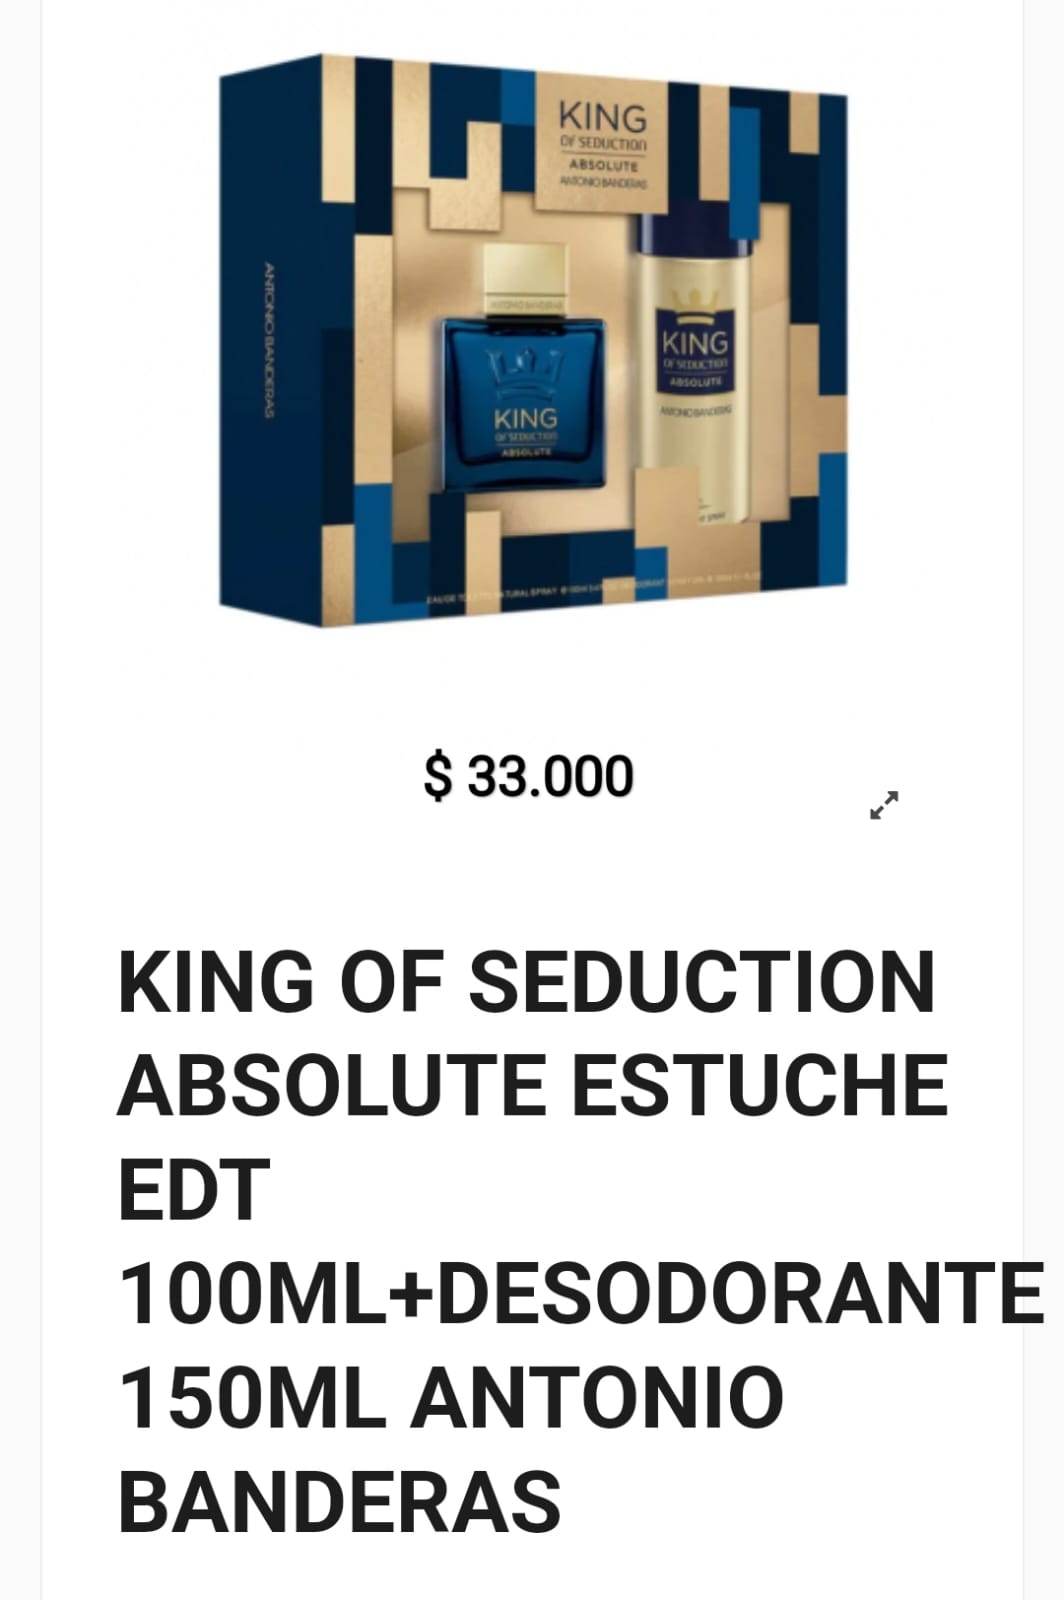 KING
OF SEDUCTION
ABSOLUTE
ANTONIO BANDERAS
ANTONIO BANDERAS
ANTONIO BANDERAS
KING
OF SEDUCTION
ABSOLUTE
KING
OF SEDUCTION
ABSOLUTE
ANTONIO BANDERAS
SPRAY
$ 33.000
KING OF SEDUCTION
ABSOLUTE ESTUCHE
EDT
100ML+DESODORANTE
150ML ANTONIO
BANDERAS